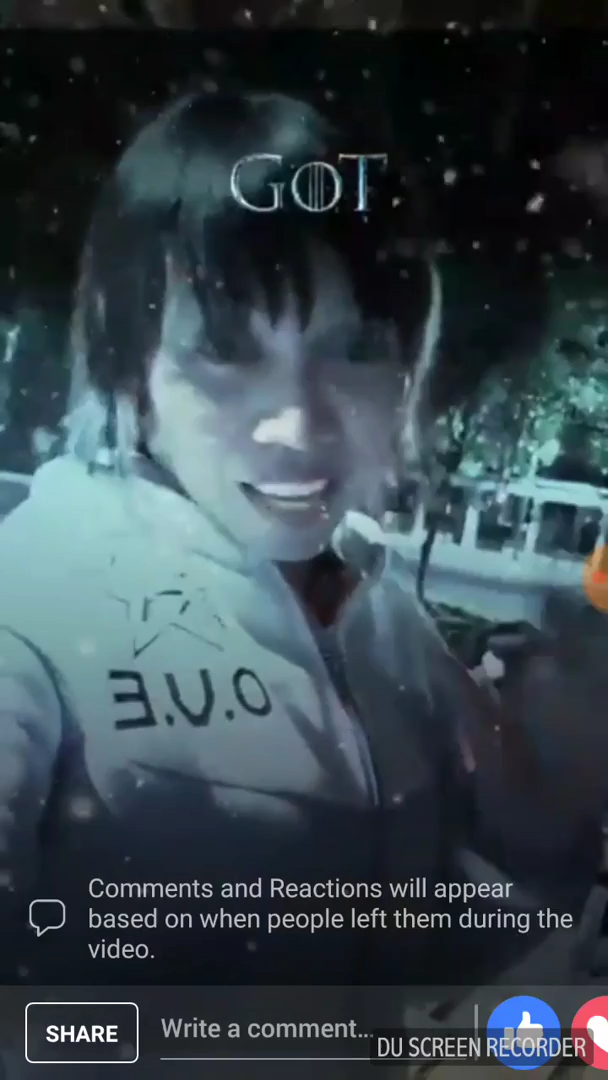 GOT
E.V.O
Comments and Reactions will appear
based on when people left them during the
video.
SHARE
Write a comment...
DU SCREEN RECORDER